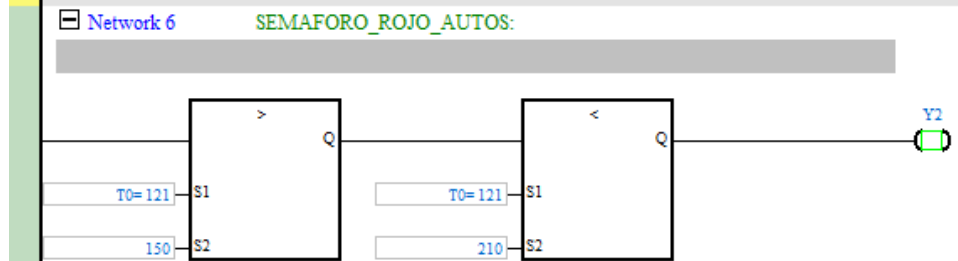 Network 6 SEMAFORO_ROJO_AUTOS:
> < Y2
Q Q
T0= 121 S1 T0= 121 S1
150 S2 210 S2